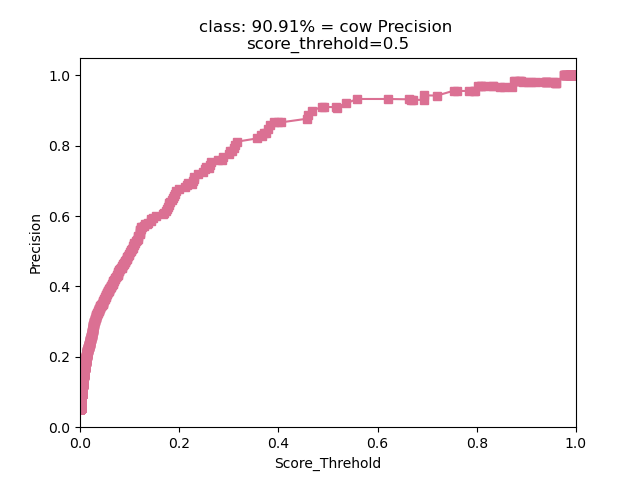 class: 90.91% = cow Precision
score_threhold=0.5
1.0
0.8
0.6
0.4
0.2
0.0
Precision
0.0 0.2 0.4 0.6 0.8 1.0
Score_Threhold